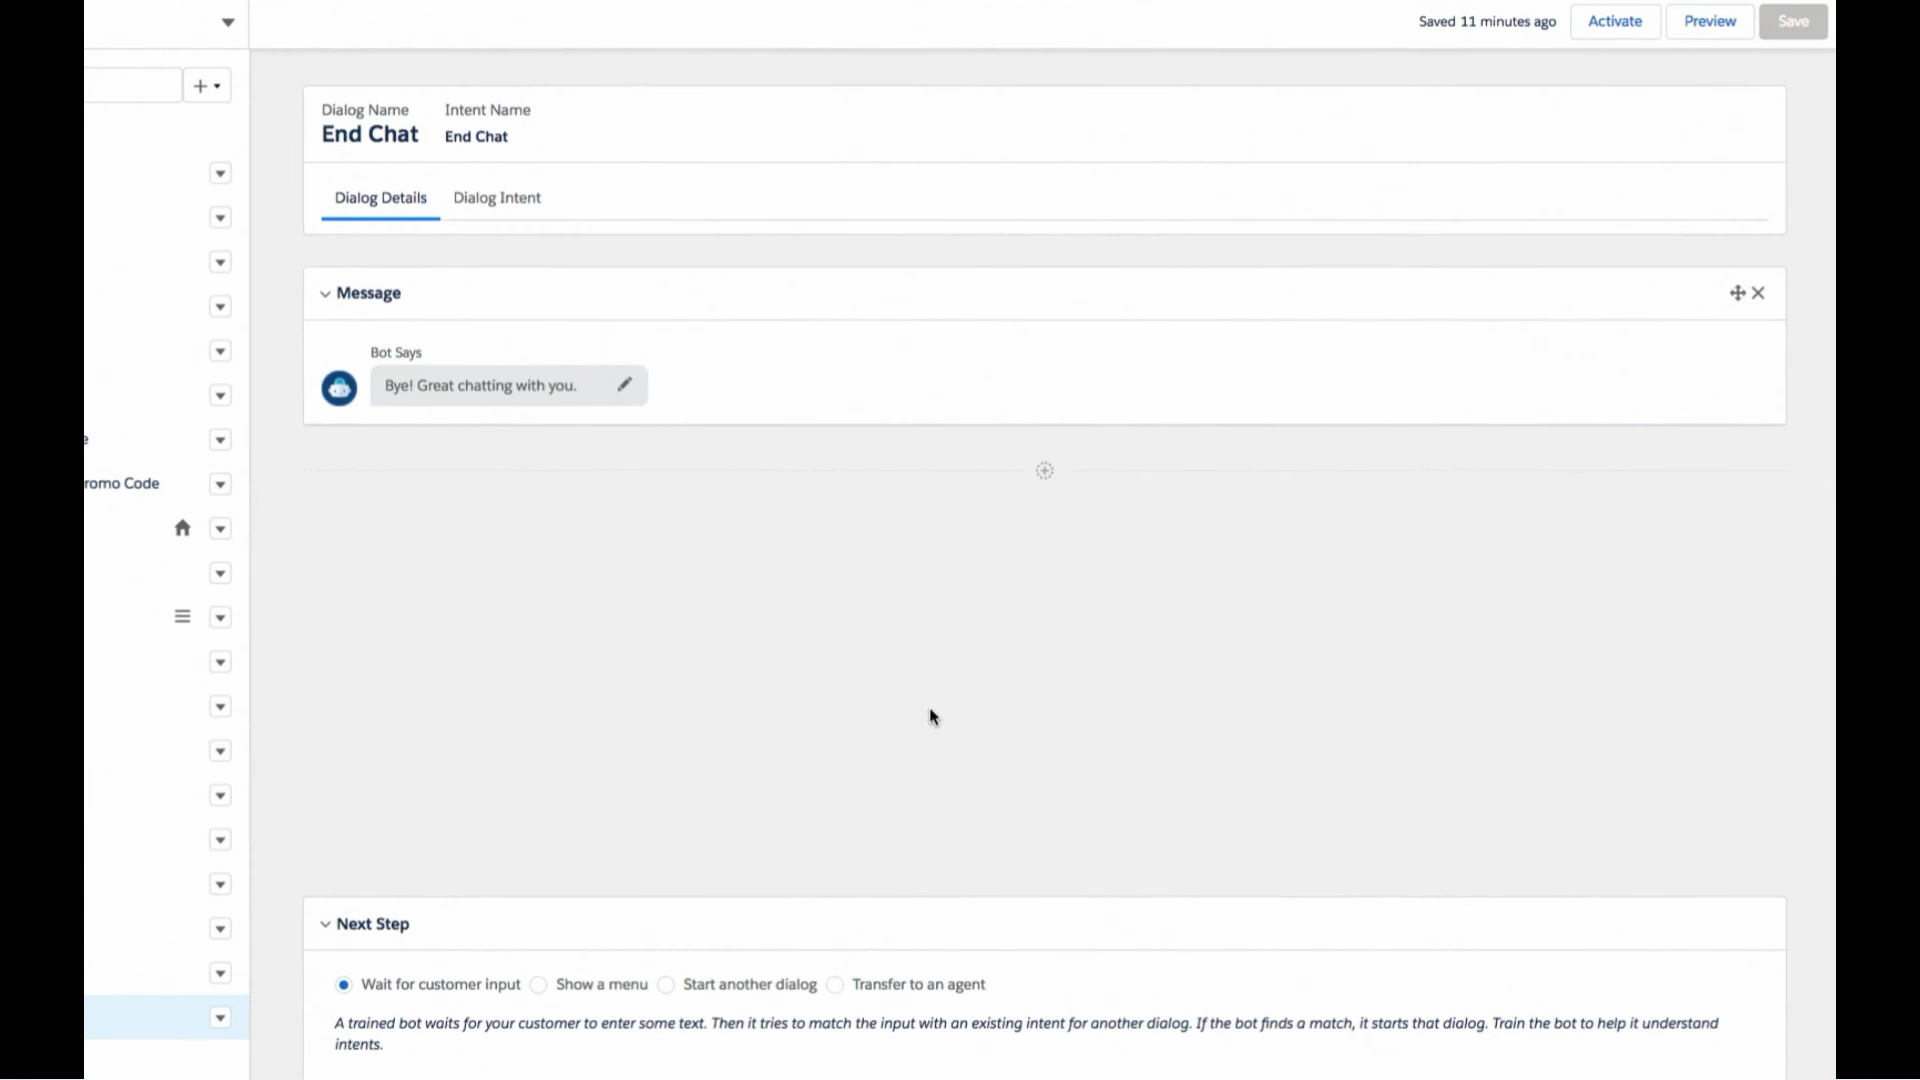 Saved 11 minutes ago
Activate
Preview
Save
Dialog Name
Intent Name
End Chat
End Chat
Dialog Details
Dialog Intent
Message
Bot Says
Bye! Great chatting with you.
e
romo Code
Next Step
Wait for customer input
Show a menu
Start another dialog
Transfer to an agent
A trained bot waits for your customer to enter some text. Then it tries to match the input with an existing intent for another dialog. If the bot finds a match, it starts that dialog. Train the bot to help it understand
intents.